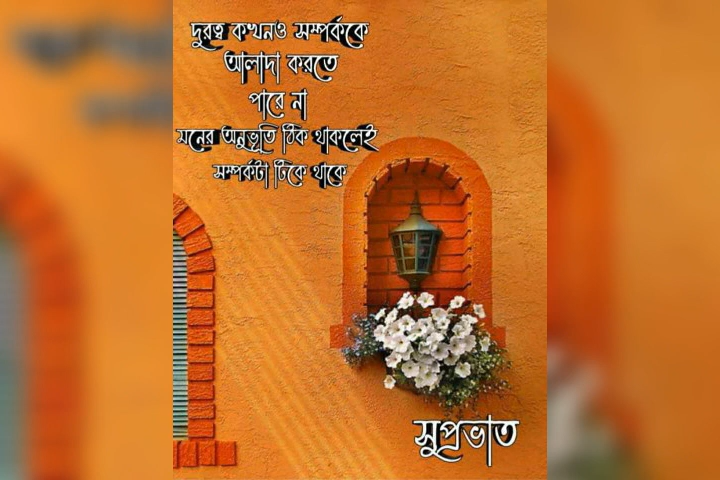 দুরত্ব কখনও সম্পর্ককে
আলাদা করতে
পারে না
মনের অনুভূতি ঠিক থাকলেই
সম্পর্কটা টিকে থাকে
সুপ্রভাত